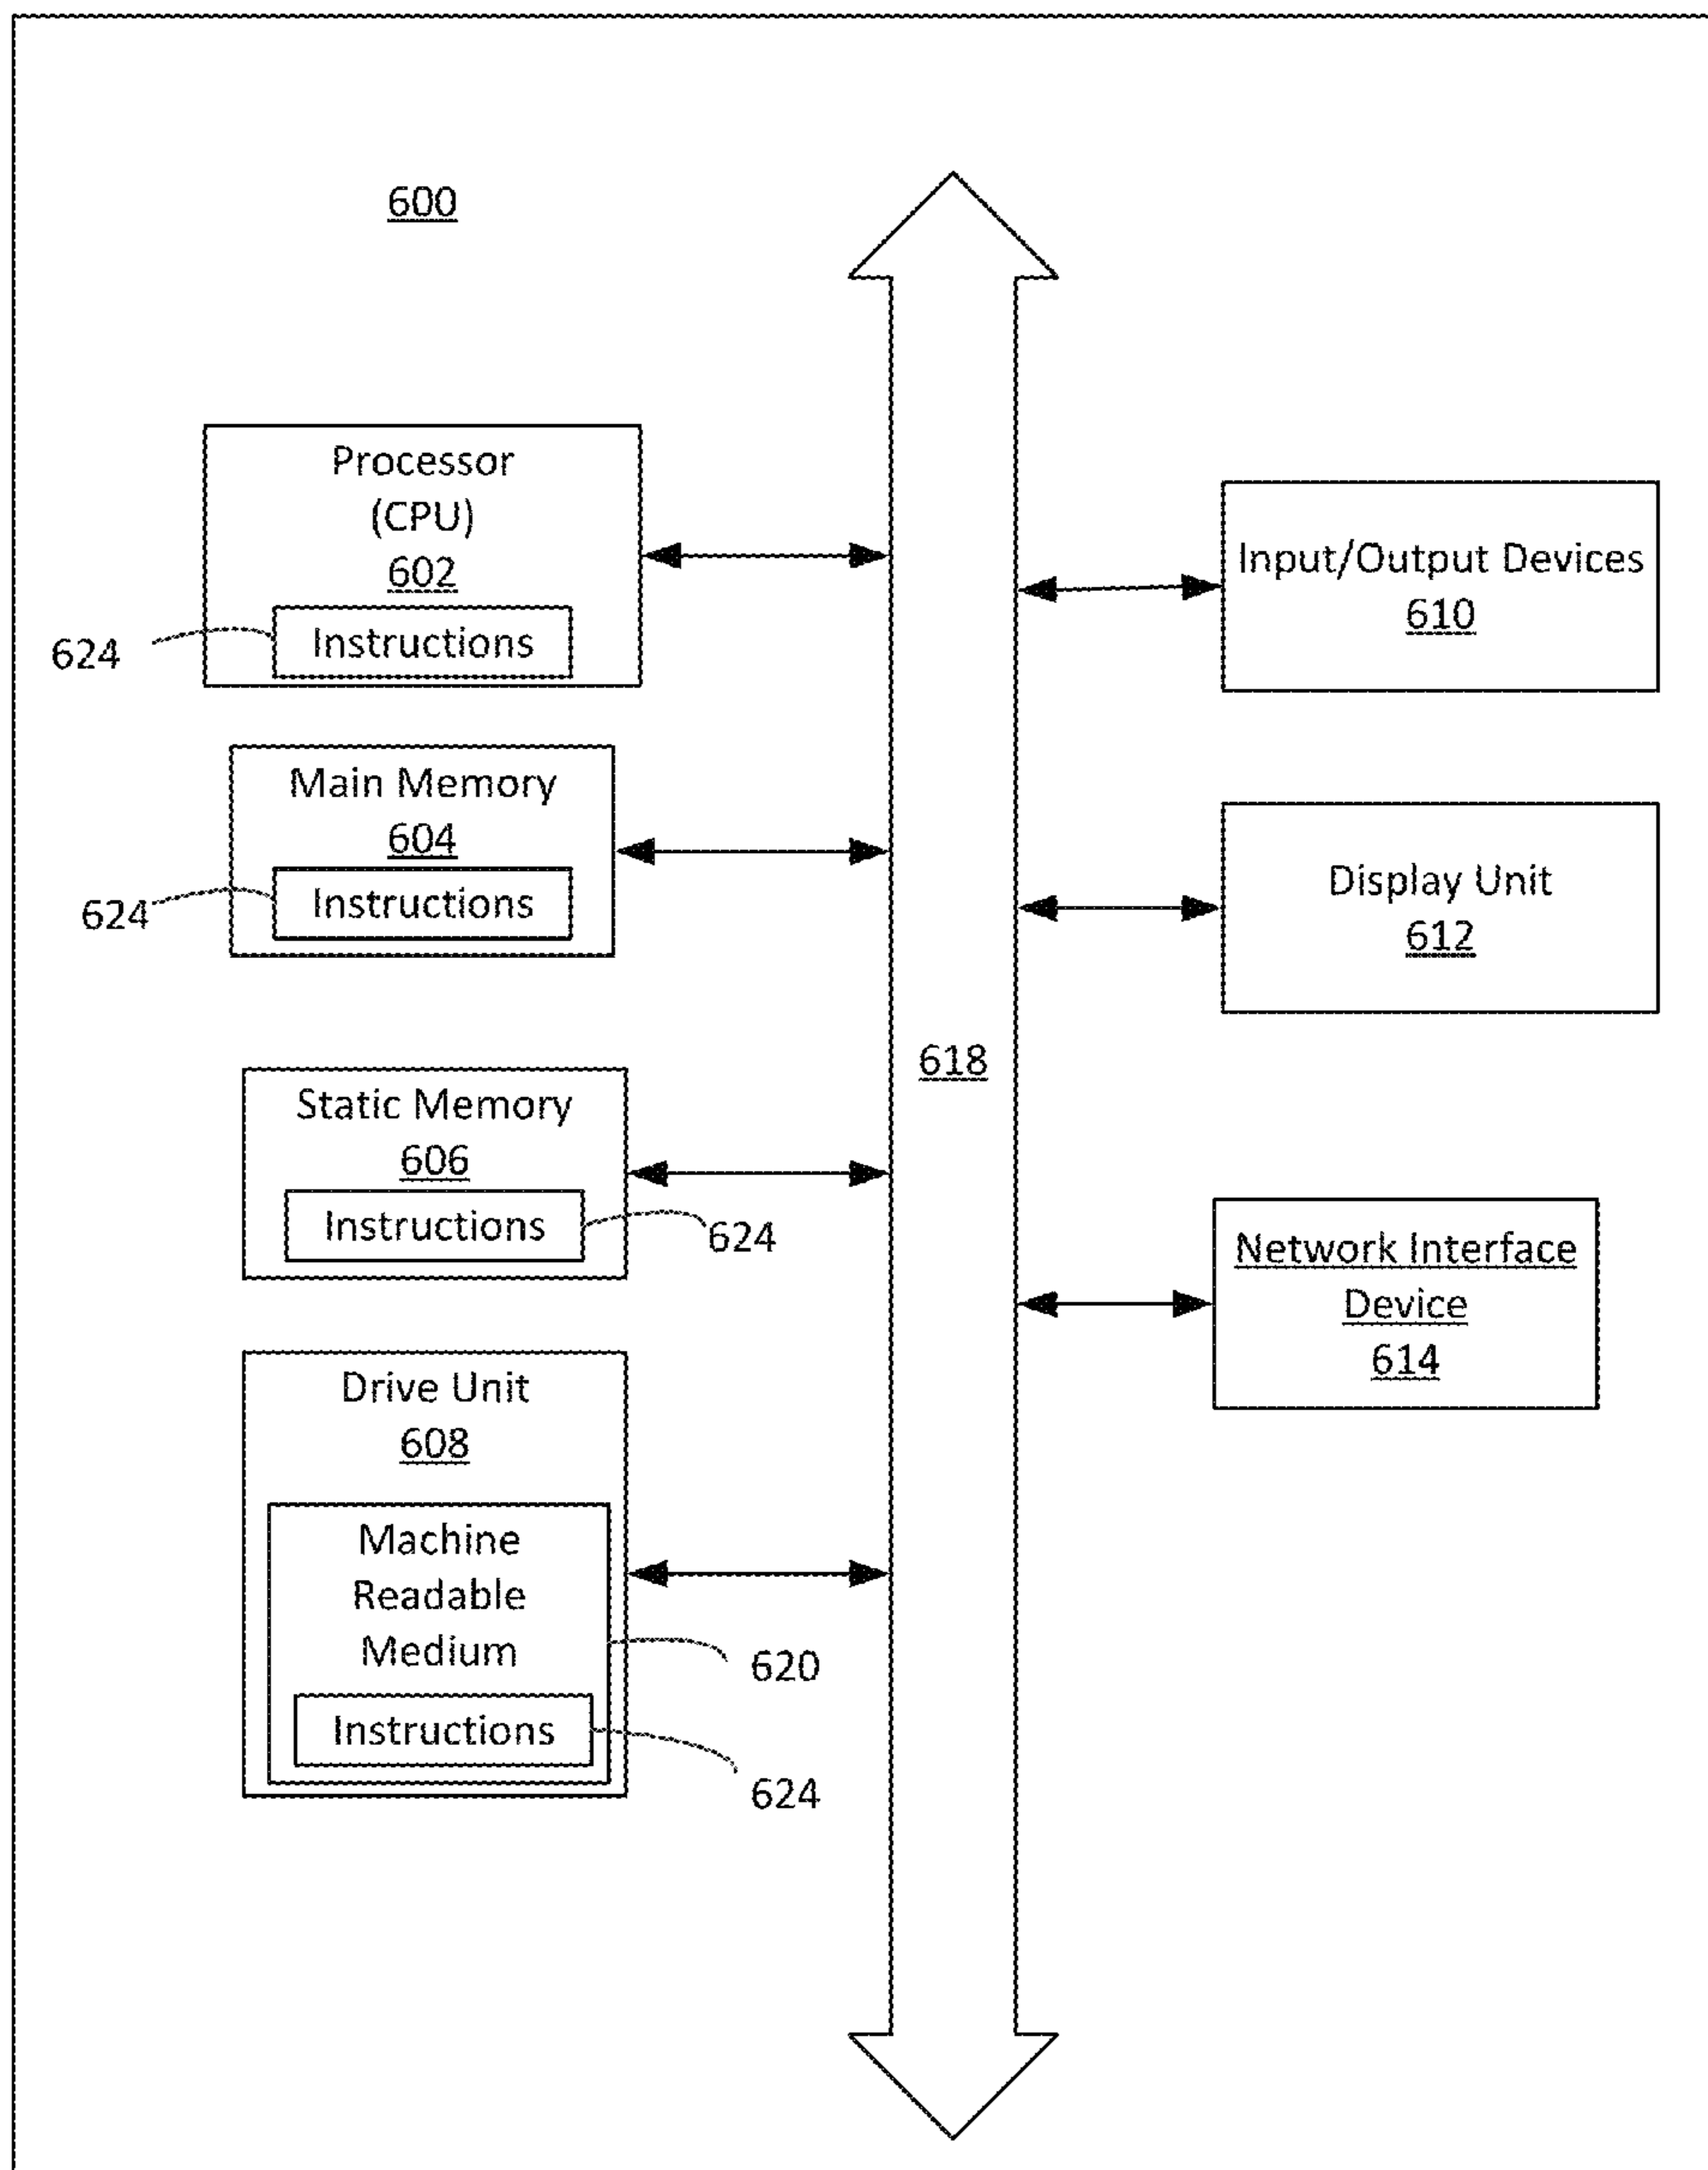 600
Processor
(CPU)
602
Instructions
624
Main Memory
604
Instructions
624
Static Memory
606
Instructions
624
Drive Unit
608
Machine
Readable
Medium
620
Instructions
624
618
Input/Output Devices
610
Display Unit
612
Network Interface
Device
614